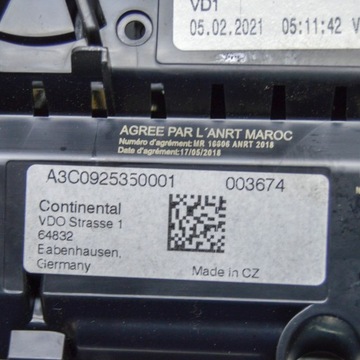 VD1
05.02.2021 05:11:42 V
AGREE PAR L´ANRT MAROC
Numéro d'agrément:MR 16606 ANRT 2018
Date d'agrément:17/05/2018
A3C0925350001 003674
Continental
VDO Strasse 1
64832
Eabenhausen,
Germany
Made in CZ